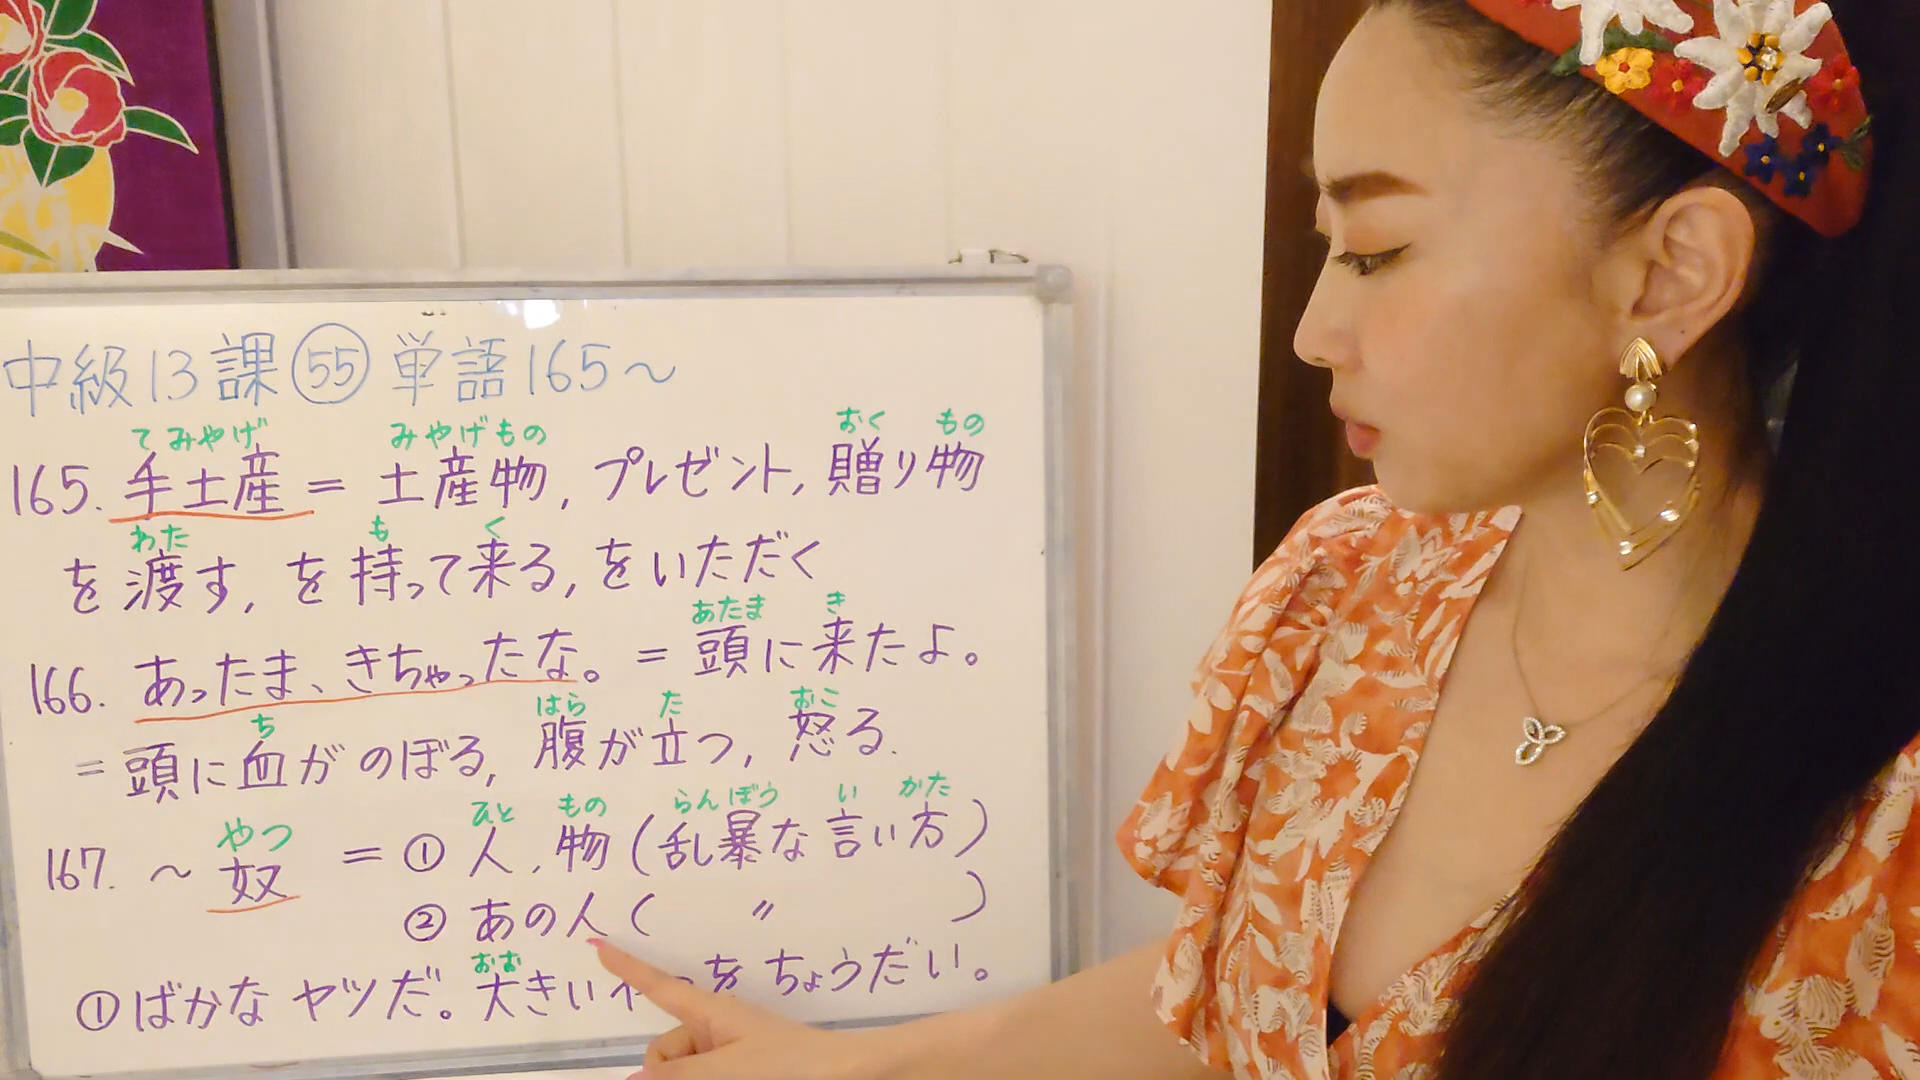 中級13課 ㊺ 単語165～
てみやげ みやげもの おく もの
165. 手土産 = 土産物, プレゼント, 贈り物
わた も く
を渡す, を持って来る, をいただく
あたま き
166. あったま、きちゃったな。 = 頭に来たよ。
ち はら た おこ
= 頭に血がのぼる, 腹が立つ, 怒る.
やつ ひと もの らんぼう い かた
167. ～奴 = ① 人, 物 (乱暴な言い方)
② あの人 ( 〃 )
おお
①ばかなヤツだ。大きい をちょうだい。